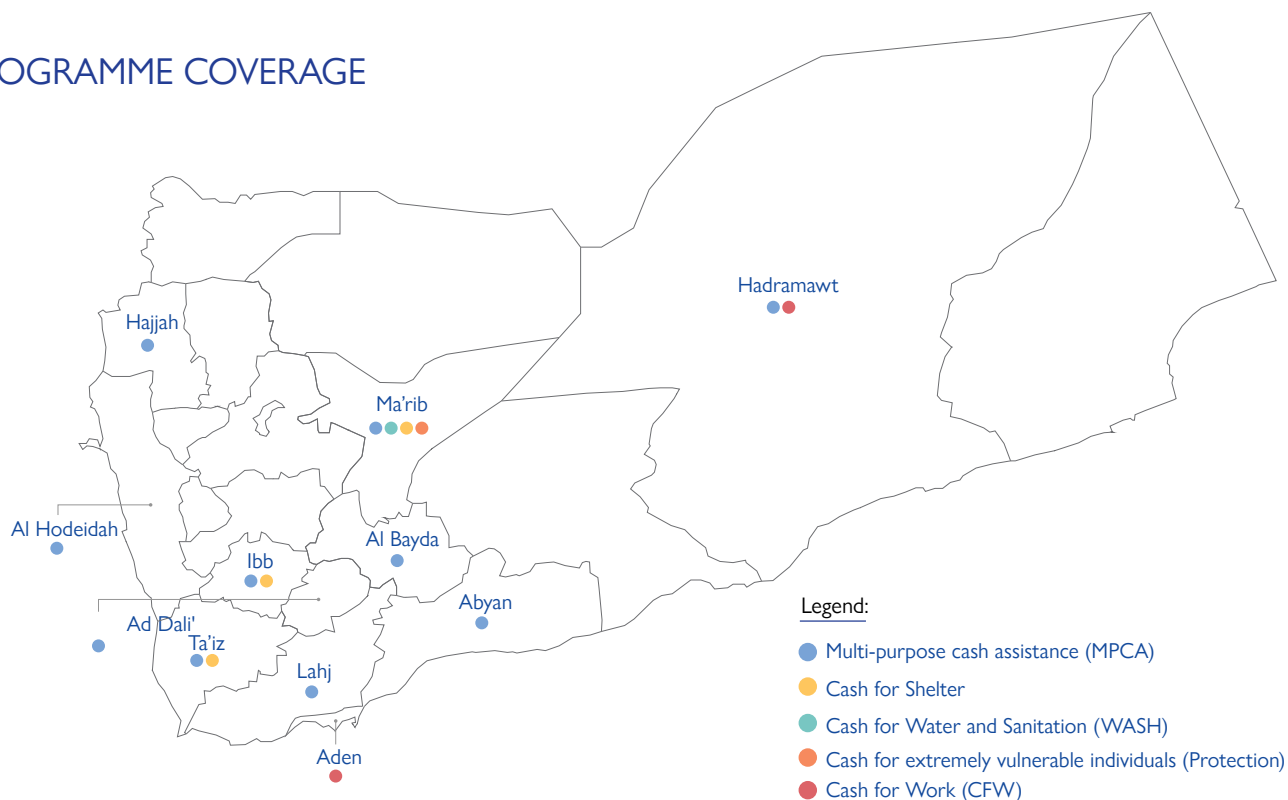 OGRAMME COVERAGE
Hadramawt
Hajjah
Ma'rib
Al Hodeidah
Al Bayda
Ibb
Abyan
Ad Dali'
Ta'iz
Lahj
Aden
Legend:
Multi-purpose cash assistance (MPCA)
Cash for Shelter
Cash for Water and Sanitation (WASH)
Cash for extremely vulnerable individuals (Protection)
Cash for Work (CFW)